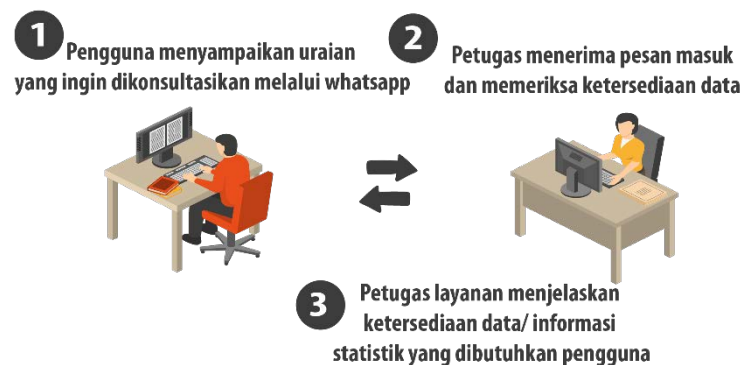 1
Pengguna menyampaikan uraian
yang ingin dikonsultasikan melalui whatsapp
2
Petugas menerima pesan masuk
dan memeriksa ketersediaan data
3
Petugas layanan menjelaskan
ketersediaan data/ informasi
statistik yang dibutuhkan pengguna